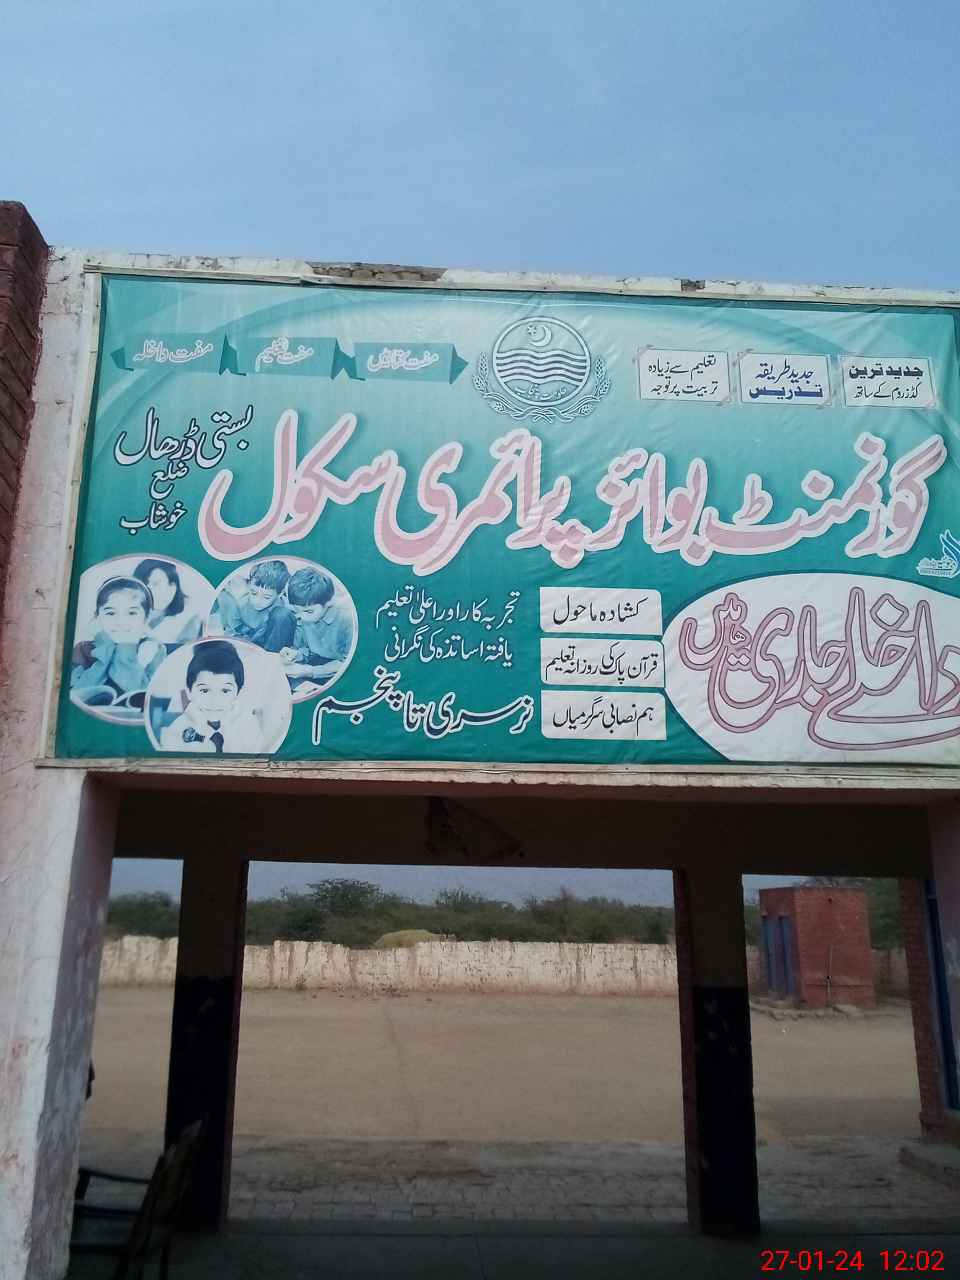 جدید ترین
کڈز روم کے ساتھ
جدید طریقہ
تدریس
تعلیم سے زیادہ
تربیت پر توجہ
مفت کتابیں
مفت تعلیم
مفت داخلہ
گورنمنٹ بوائز پرائمری سکول
بستی ڈرھال
ضلع
خوشاب
داخلے جاری ہیں
کشادہ ماحول
قرآن پاک کی روزانہ تعلیم
ہم نصابی سرگرمیاں
تجربہ کار اور اعلیٰ تعلیم
یافتہ اساتذہ کی نگرانی
نرسری تا پنجم
27-01-24 12:02